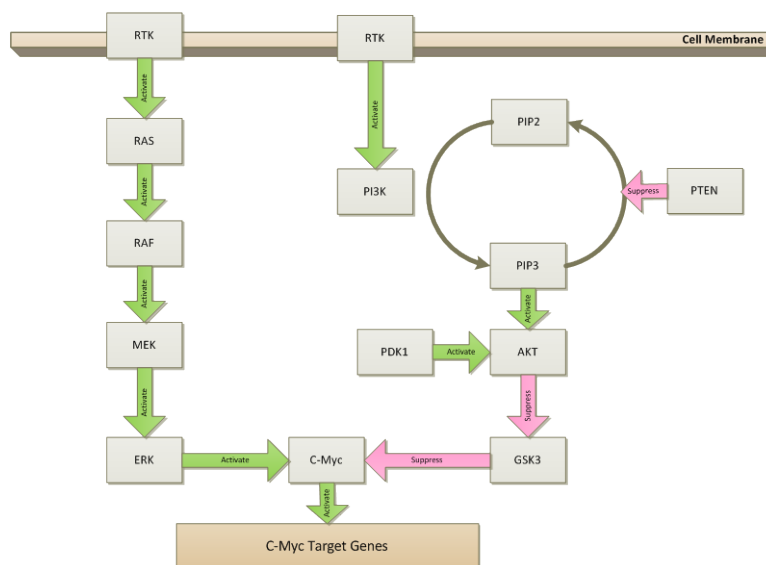 RTK
RTK
Cell Membrane
Activate
Activate
PIP2
RAS
PI3K
Suppress
PTEN
Activate
RAF
PIP3
Activate
Activate
MEK
PDK1
Activate
AKT
Activate
Suppress
ERK
Activate
C-Myc
Suppress
GSK3
Activate
C-Myc Target Genes